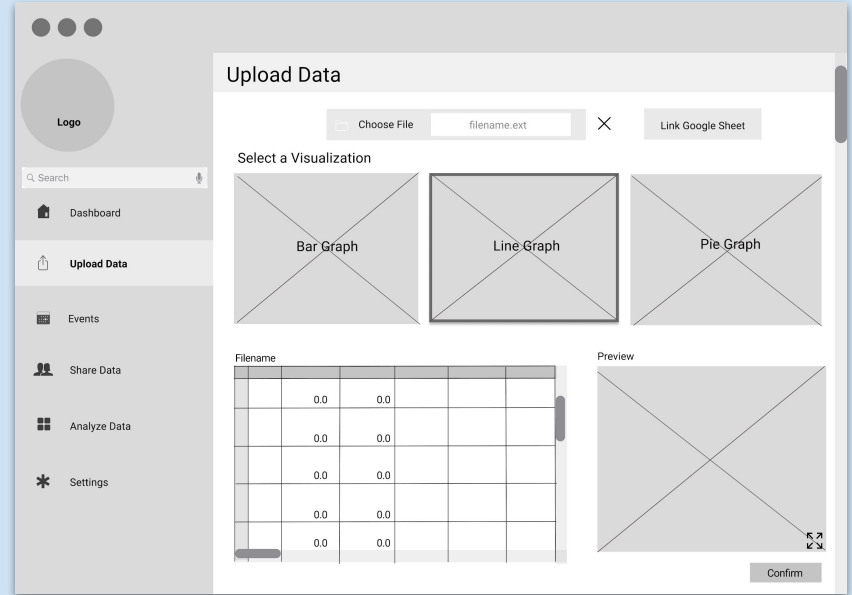 Logo
Search
Dashboard
Upload Data
Events
Share Data
Analyze Data
Settings
Upload Data
Choose File filename.ext Link Google Sheet
Select a Visualization
Bar Graph Line Graph Pie Graph
Filename
0.0 0.0
0.0 0.0
0.0 0.0
0.0 0.0
0.0 0.0
Preview
Confirm